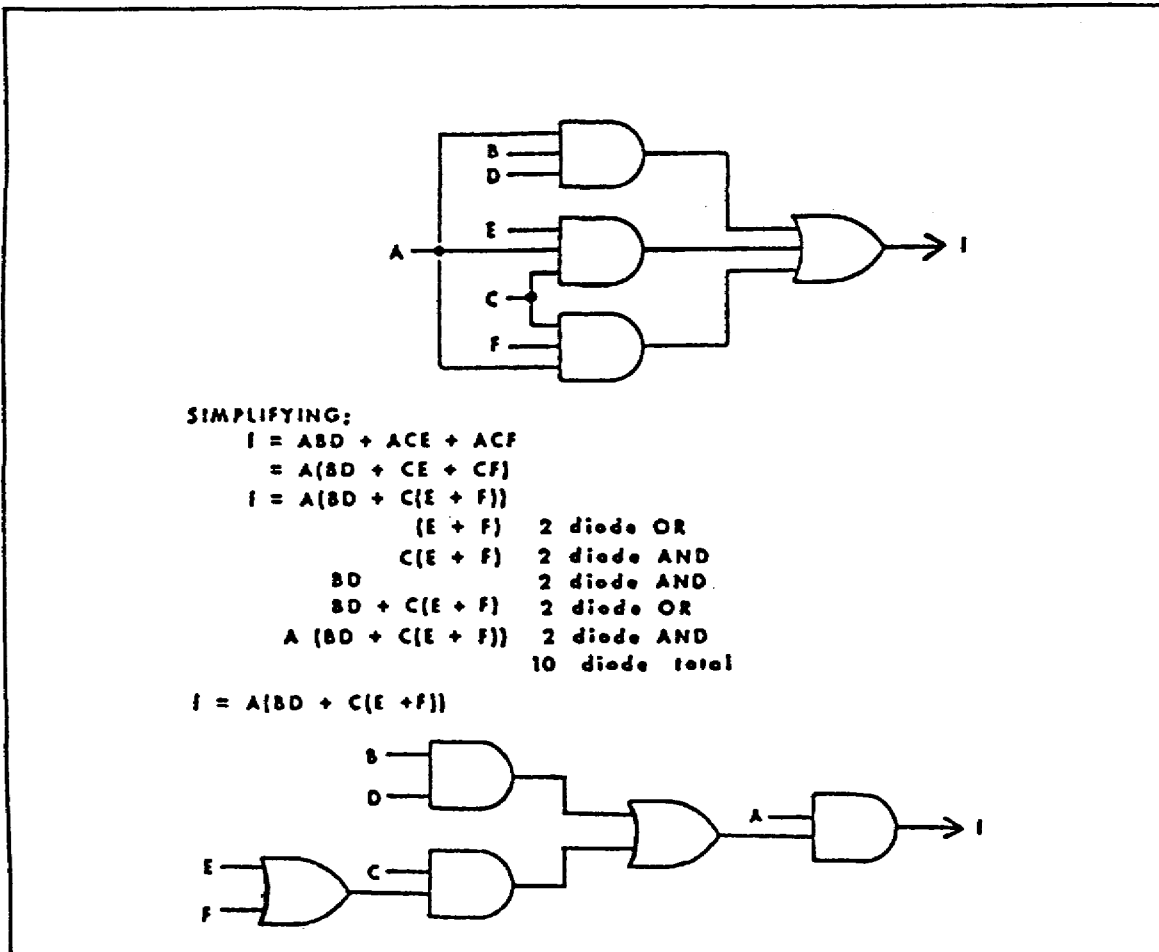 B
D
E
A
f
C
F
SIMPLIFYING:
f = ABD + ACE + ACF
= A(BD + CE + CF)
f = A(BD + C(E + F))
(E + F) 2 diode OR
C(E + F) 2 diode AND
BD 2 diode AND
BD + C(E + F) 2 diode OR
A (BD + C(E + F)) 2 diode AND
10 diode total
f = A(BD + C(E +F))
B
D
A
f
E
C
F